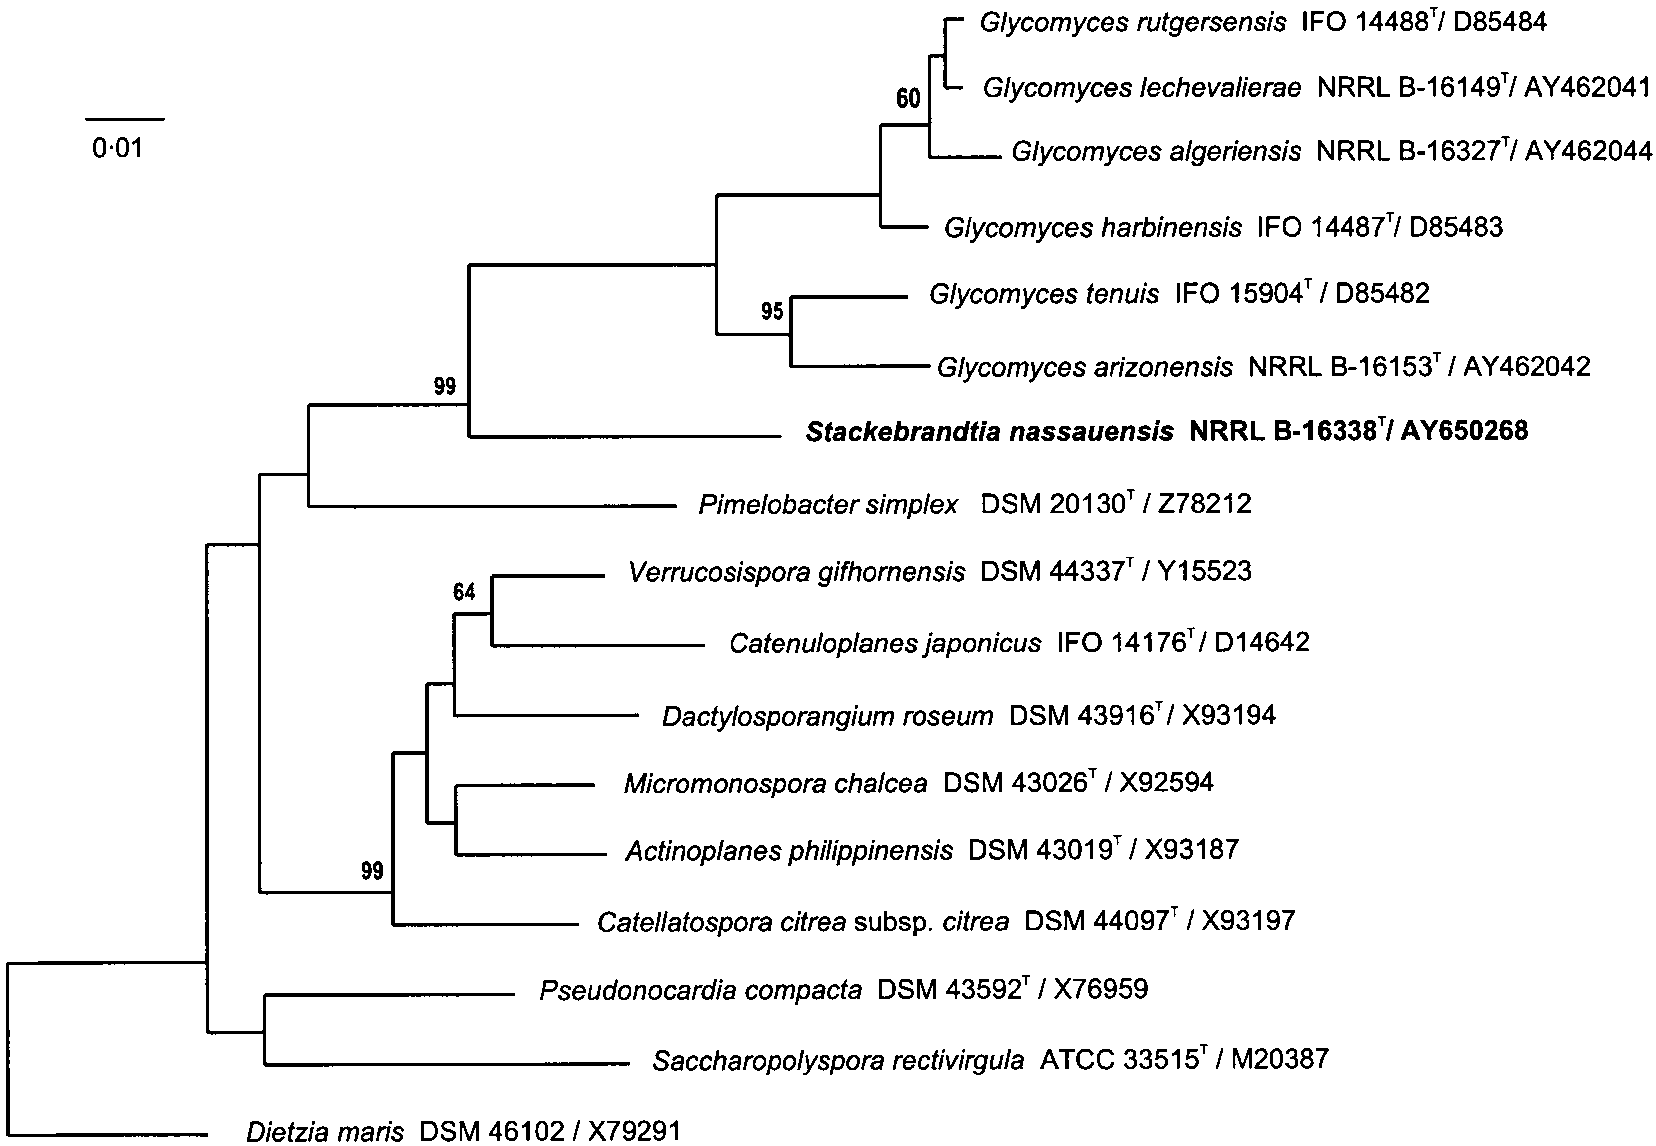 Glycomyces rutgersensis IFO 14488T/ D85484
Glycomyces lechevalierae NRRL B-16149T/ AY462041
60
0·01
Glycomyces algeriensis NRRL B-16327T/ AY462044
Glycomyces harbinensis IFO 14487T/ D85483
Glycomyces tenuis IFO 15904T / D85482
95
Glycomyces arizonensis NRRL B-16153T / AY462042
99
Stackebrandtia nassauensis NRRL B-16338T/ AY650268
Pimelobacter simplex DSM 20130T / Z78212
Verrucosispora gifhornensis DSM 44337T / Y15523
64
Catenuloplanes japonicus IFO 14176T / D14642
Dactylosporangium roseum DSM 43916T / X93194
Micromonospora chalcea DSM 43026T / X92594
Actinoplanes philippinensis DSM 43019T / X93187
99
Catellatospora citrea subsp. citrea DSM 44097T / X93197
Pseudonocardia compacta DSM 43592T / X76959
Saccharopolyspora rectivirgula ATCC 33515T / M20387
Dietzia maris DSM 46102 / X79291